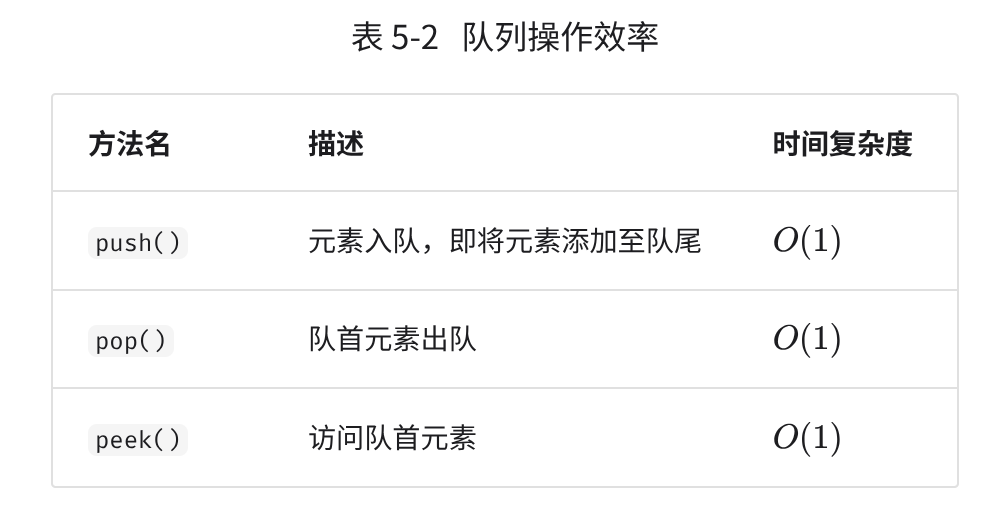 表 5-2 队列操作效率
方法名 描述 时间复杂度
push() 元素入队，即将元素添加至队尾 O(1)
pop() 队首元素出队 O(1)
peek() 访问队首元素 O(1)